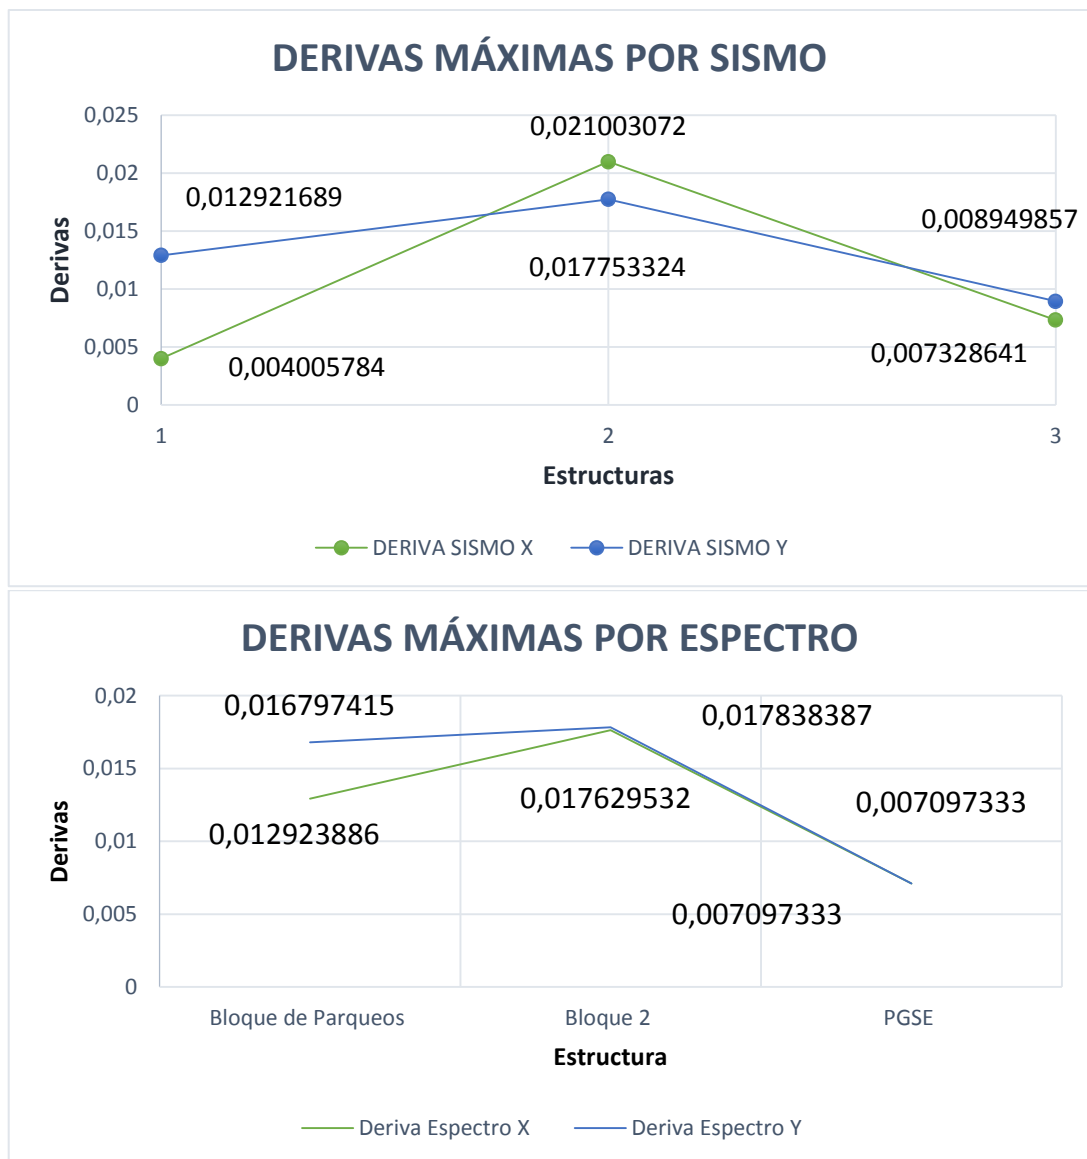 DERIVAS MÁXIMAS POR SISMO
0,025
0,021003072
0,02
0,012921689
0,008949857
0,015
Derivas
0,017753324
0,01
0,005
0,004005784
0,007328641
0
1
2
3
Estructuras
DERIVA SISMO X
DERIVA SISMO Y
DERIVAS MÁXIMAS POR ESPECTRO
0,02
0,016797415
0,017838387
0,015
0,017629532
0,007097333
Derivas
0,01
0,012923886
0,005
0,007097333
0
Bloque de Parqueos
Bloque 2
PGSE
Estructura
Deriva Espectro X
Deriva Espectro Y